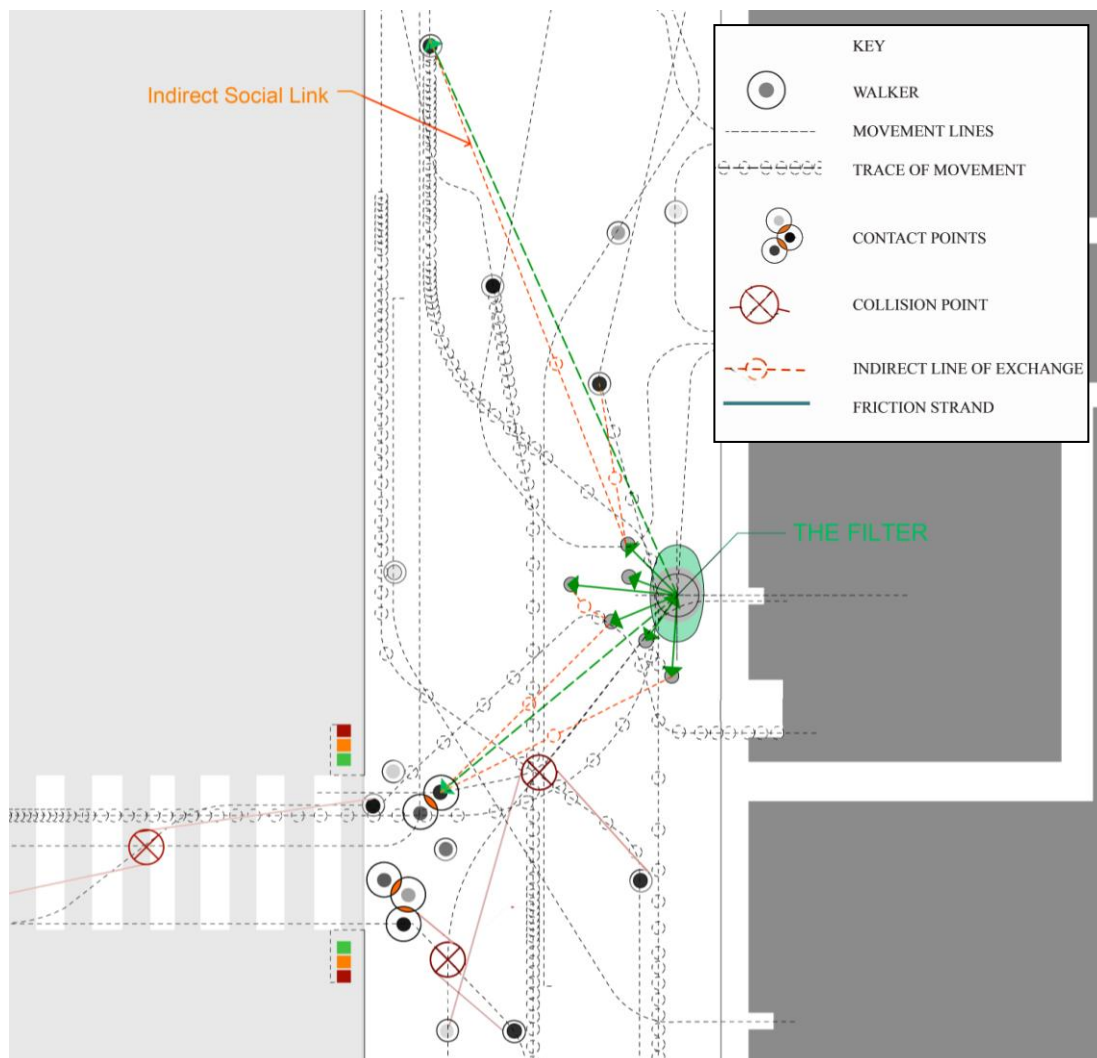 Indirect Social Link
KEY
WALKER
MOVEMENT LINES
TRACE OF MOVEMENT
CONTACT POINTS
COLLISION POINT
INDIRECT LINE OF EXCHANGE
FRICTION STRAND
THE FILTER